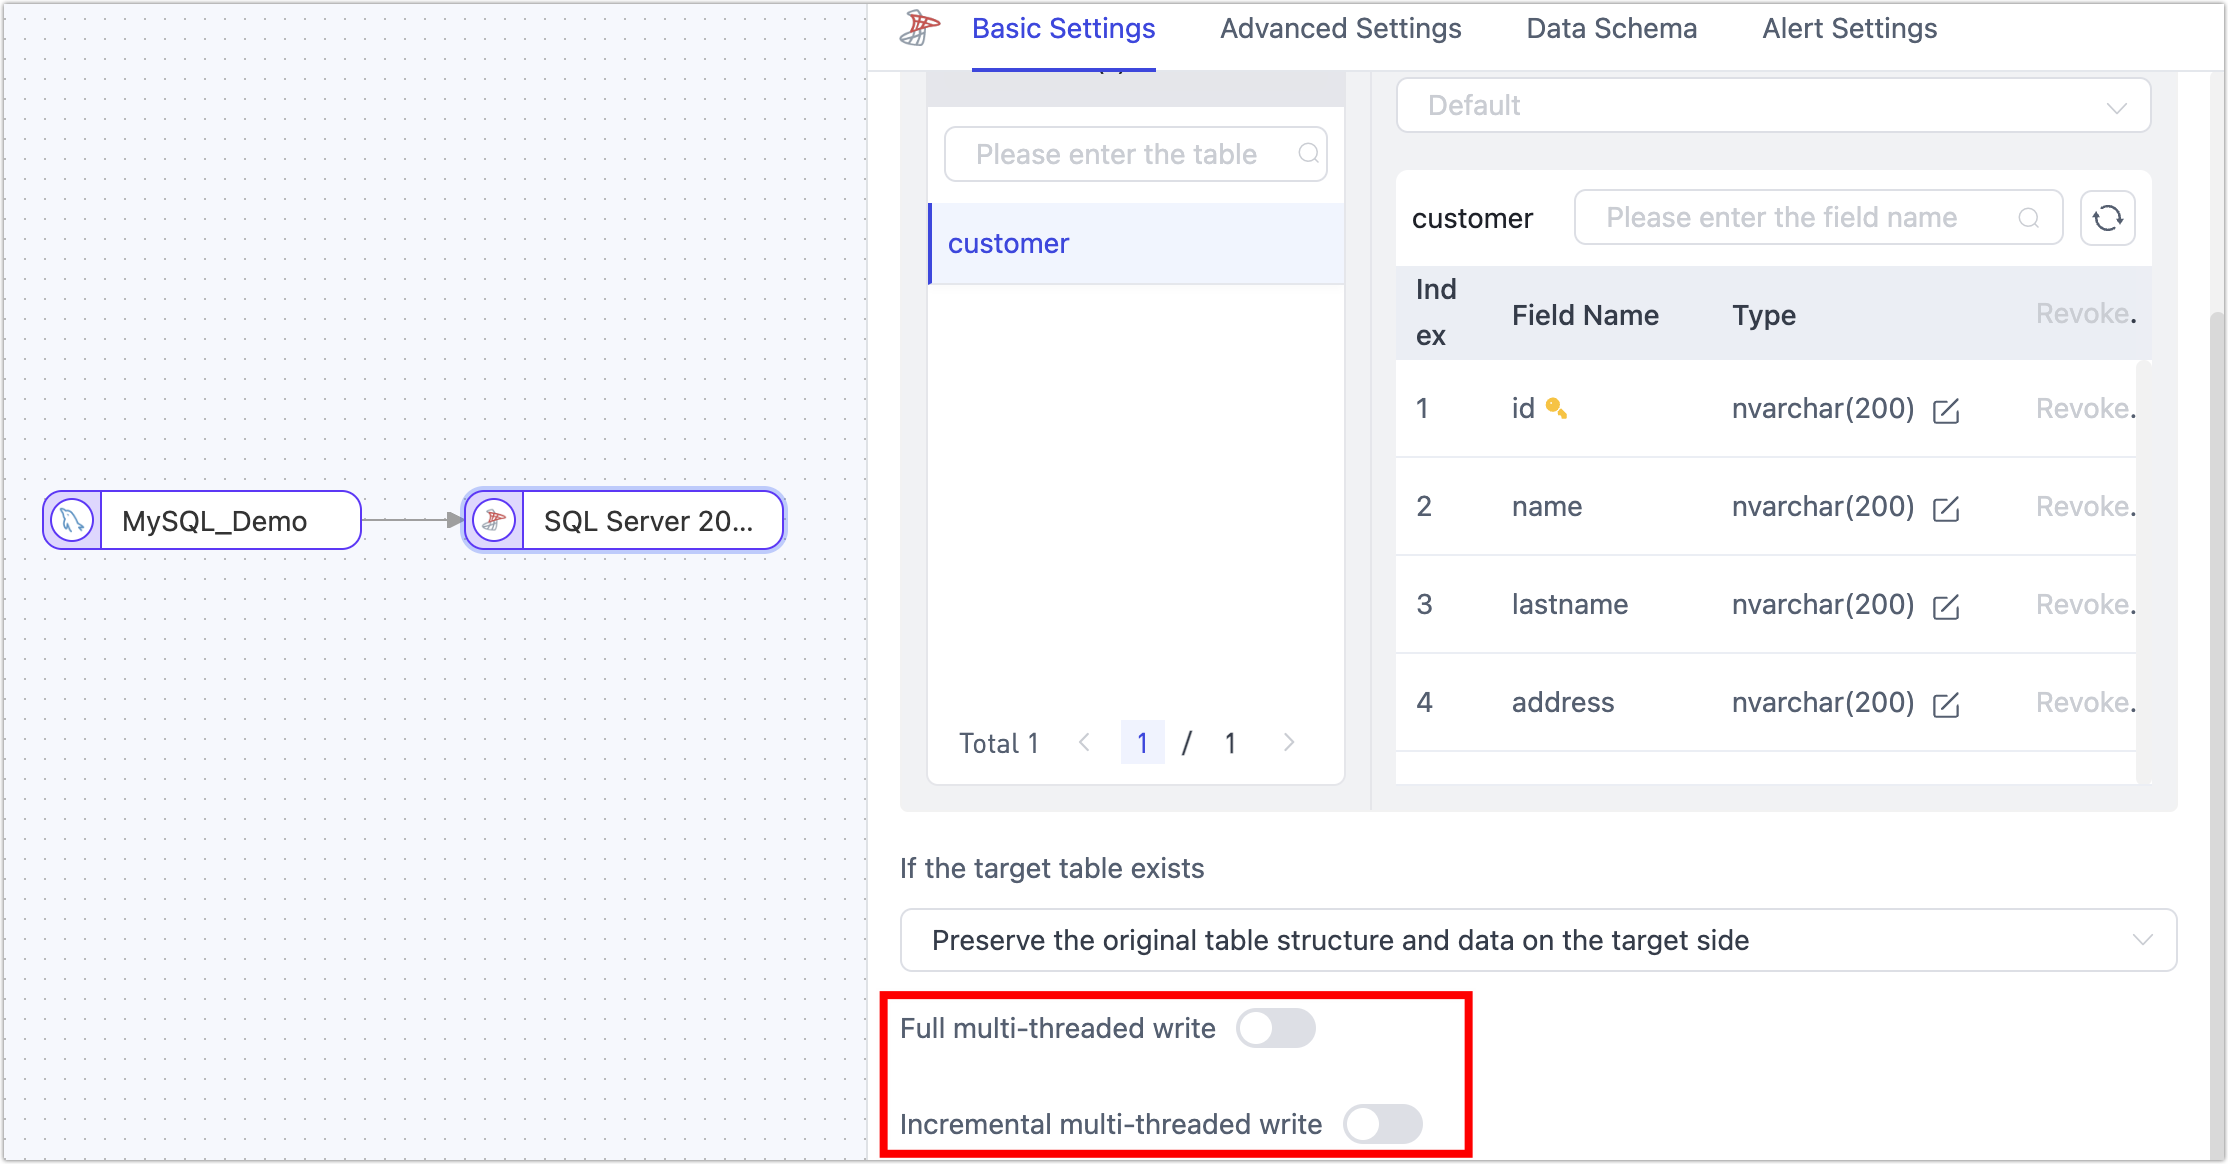 Basic Settings Advanced Settings Data Schema Alert Settings
Default
Please enter the table
customer
Total 1 1 / 1
customer Please enter the field name
Ind
ex Field Name Type Revoke.
1 id nvarchar(200) Revoke.
2 name nvarchar(200) Revoke.
3 lastname nvarchar(200) Revoke.
4 address nvarchar(200) Revoke.
MySQL_Demo
SQL Server 20...
If the target table exists
Preserve the original table structure and data on the target side
Full multi-threaded write
Incremental multi-threaded write